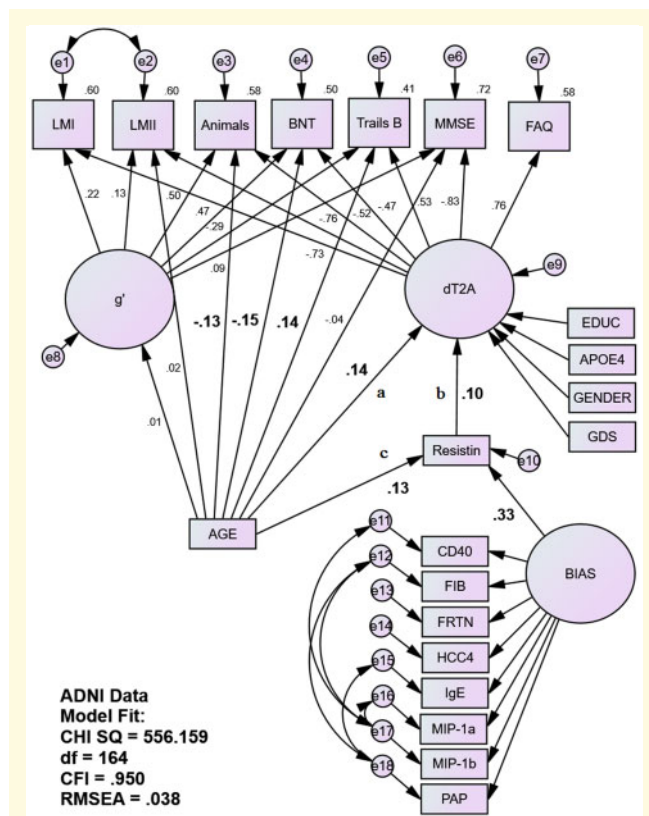 e1 e2 e3 e4 e5 e6 e7
.60 .60 .58 .50 .41 .72 .58
LMI LMII Animals BNT Trails B MMSE FAQ
.22 .13 .50 .47 -.29 .09 -.76 -.73 -.52 -.47 .53 -.83 .76
g' dT2A e9
e8
-.13 -.15 .14 -.04
.02 .01
.14
a
b .10
EDUC
APOE4
GENDER
GDS
c
.13
Resistin e10
.33
AGE
BIAS
e11 CD40
e12 FIB
e13 FRTN
e14 HCC4
e15 IgE
e16 MIP-1a
e17 MIP-1b
e18 PAP
ADNI Data
Model Fit:
CHI SQ = 556.159
df = 164
CFI = .950
RMSEA = .038